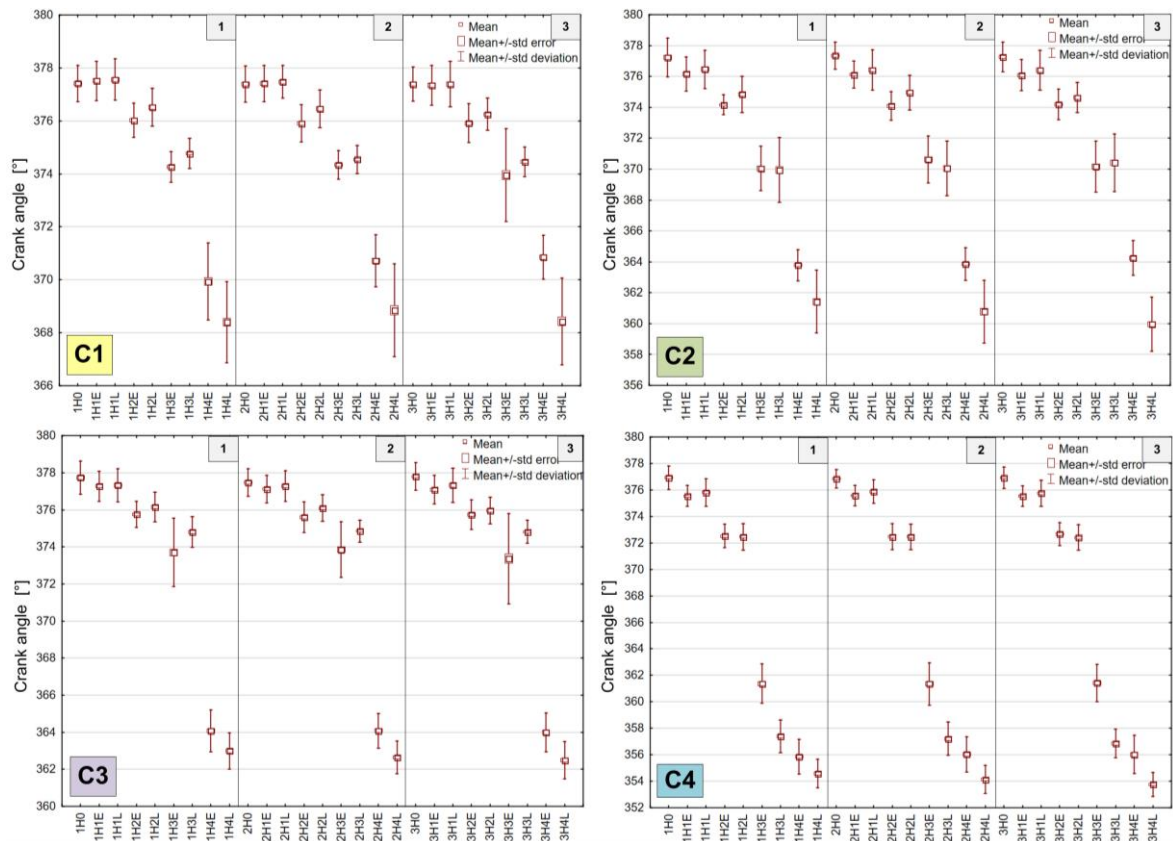 380
378
376
374
372
370
368
366
Crank angle [°]
1
2
3
Mean
Mean+/-std error
Mean+/-std deviation
C1
1H0
1H1E
1H1L
1H2E
1H2L
1H3E
1H3L
1H4E
1H4L
2H0
2H1E
2H1L
2H2E
2H2L
2H3E
2H3L
2H4E
2H4L
3H0
3H1E
3H1L
3H2E
3H2L
3H3E
3H3L
3H4E
3H4L
380
378
376
374
372
370
368
366
364
362
360
358
356
Crank angle [°]
1
2
3
Mean
Mean+/-std error
Mean+/-std deviation
C2
1H0
1H1E
1H1L
1H2E
1H2L
1H3E
1H3L
1H4E
1H4L
2H0
2H1E
2H1L
2H2E
2H2L
2H3E
2H3L
2H4E
2H4L
3H0
3H1E
3H1L
3H2E
3H2L
3H3E
3H3L
3H4E
3H4L
380
378
376
374
372
370
368
366
364
362
360
Crank angle [°]
1
2
3
Mean
Mean+/-std error
Mean+/-std deviation
C3
1H0
1H1E
1H1L
1H2E
1H2L
1H3E
1H3L
1H4E
1H4L
2H0
2H1E
2H1L
2H2E
2H2L
2H3E
2H3L
2H4E
2H4L
3H0
3H1E
3H1L
3H2E
3H2L
3H3E
3H3L
3H4E
3H4L
380
378
376
374
372
370
368
366
364
362
360
358
356
354
352
Crank angle [°]
1
2
3
Mean
Mean+/-std error
Mean+/-std deviation
C4
1H0
1H1E
1H1L
1H2E
1H2L
1H3E
1H3L
1H4E
1H4L
2H0
2H1E
2H1L
2H2E
2H2L
2H3E
2H3L
2H4E
2H4L
3H0
3H1E
3H1L
3H2E
3H2L
3H3E
3H3L
3H4E
3H4L